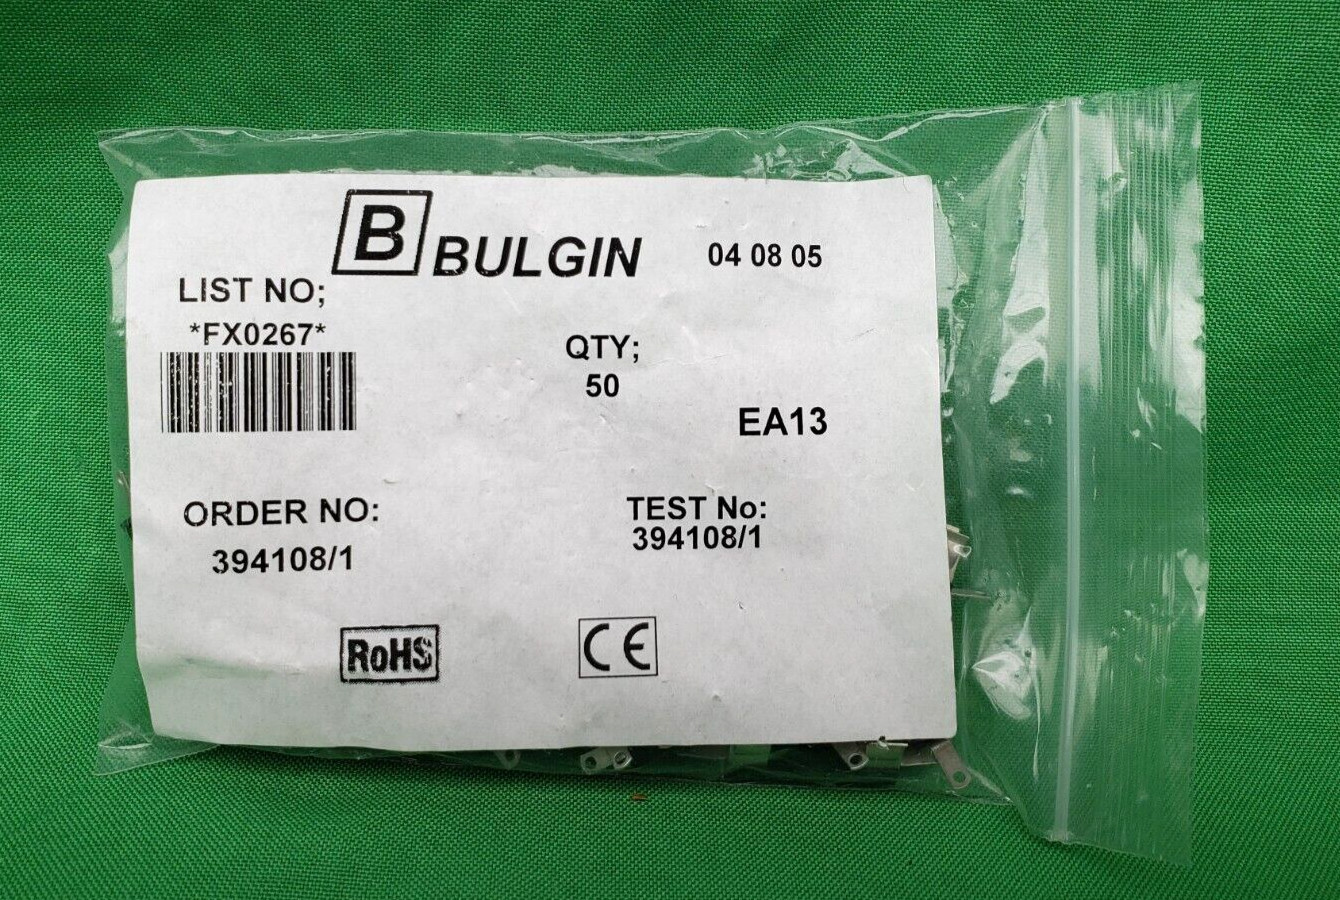 B BULGIN
04 08 05
LIST NO;
*FX0267*
QTY;
50
EA13
ORDER NO:
394108/1
TEST No:
394108/1
RoHS
CE